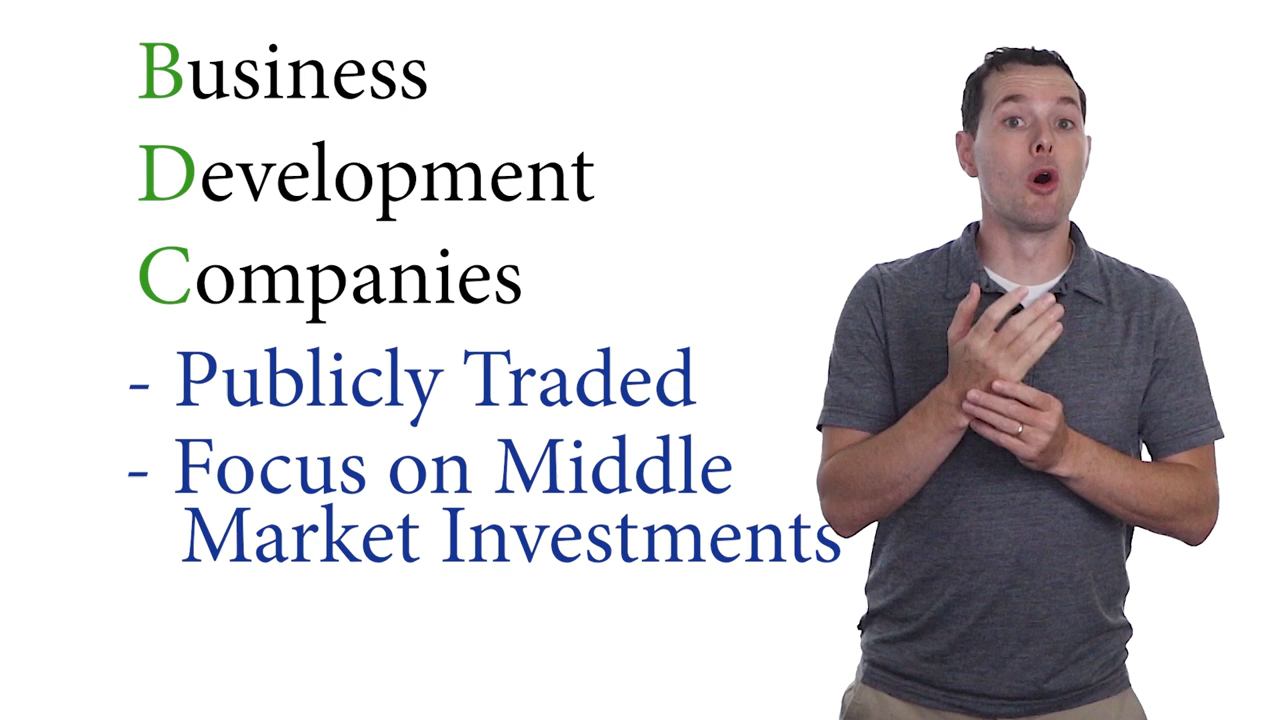 Business
Development
Companies
- Publicly Traded
- Focus on Middle
Market Investments